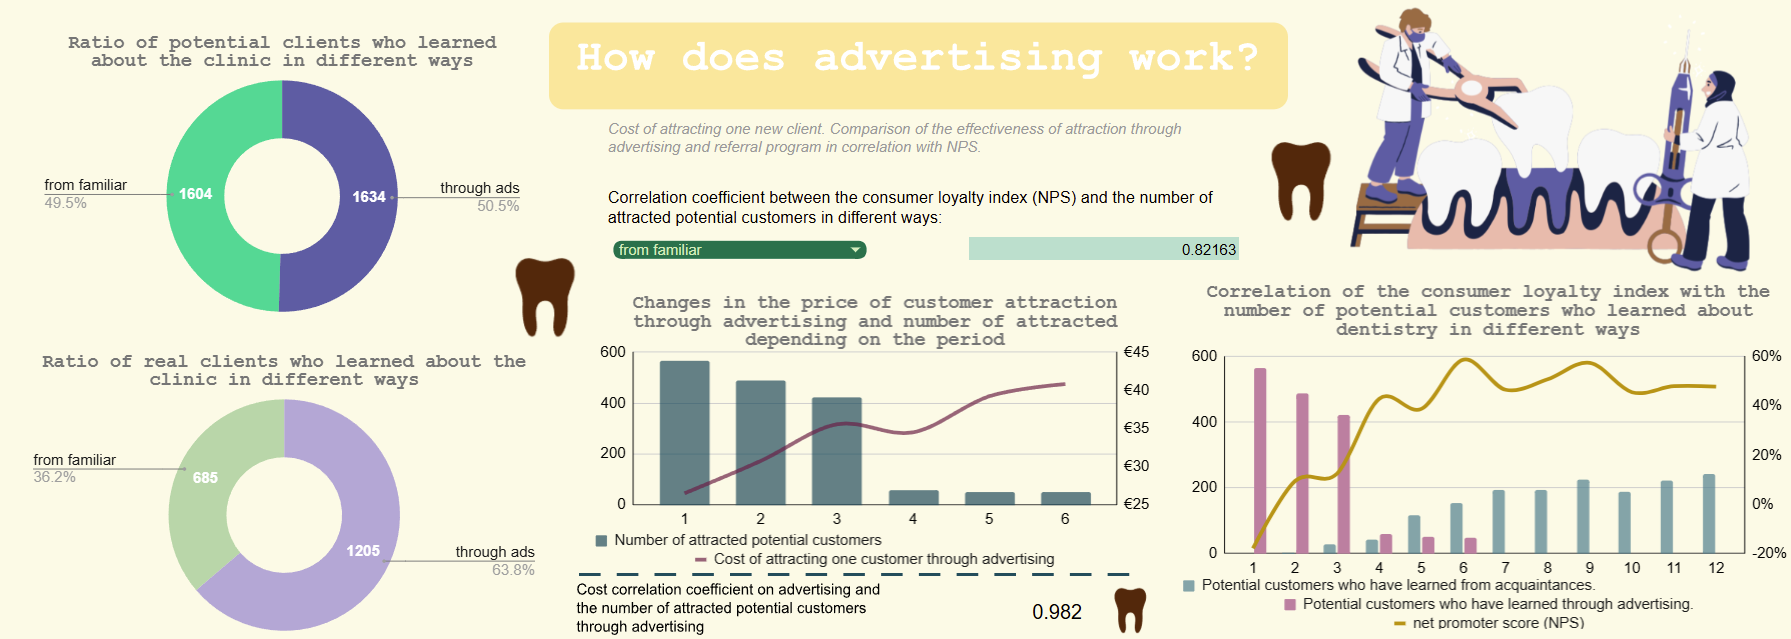 Ratio of potential clients who learned
about the clinic in different ways
from familiar
49.5%
1604
1634
through ads
50.5%
Ratio of real clients who learned about the
clinic in different ways
from familiar
36.2%
685
1205
through ads
63.8%
How does advertising work?
Cost of attracting one new client. Comparison of the effectiveness of attraction through
advertising and referral program in correlation with NPS.
Correlation coefficient between the consumer loyalty index (NPS) and the number of
attracted potential customers in different ways:
from familiar
0.82163
Changes in the price of customer attraction
through advertising and number of attracted
depending on the period
600
400
200
0
€45
€40
€35
€30
€25
1 2 3 4 5 6
Number of attracted potential customers
Cost of attracting one customer through advertising
Cost correlation coefficient on advertising and
the number of attracted potential customers
through advertising
0.982
Correlation of the consumer loyalty index with the
number of potential customers who learned about
dentistry in different ways
600
400
200
0
60%
40%
20%
0%
-20%
1 2 3 4 5 6 7 8 9 10 11 12
Potential customers who have learned from acquaintances.
Potential customers who have learned through advertising.
net promoter score (NPS)